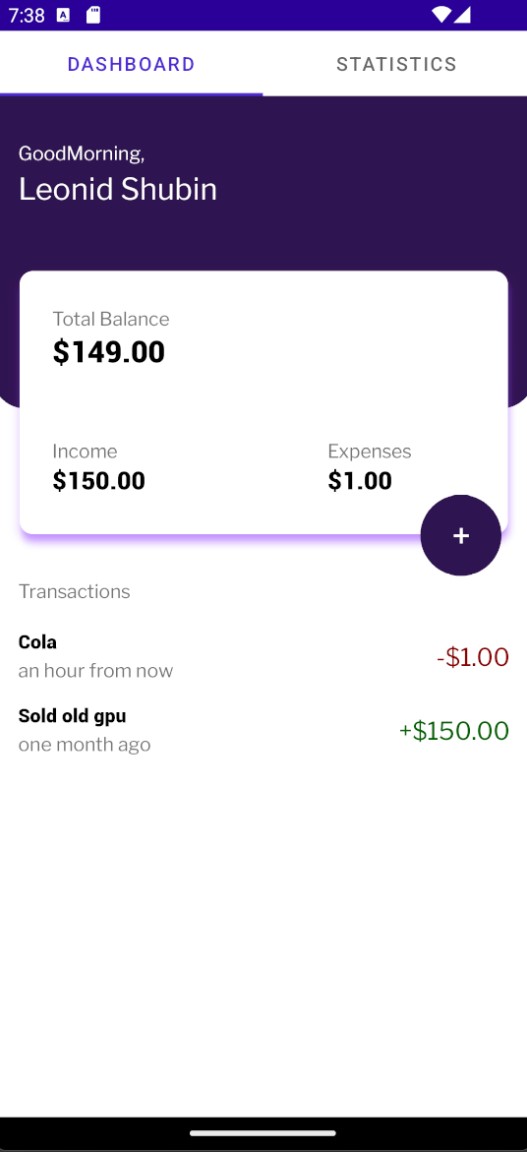 7:38 A
DASHBOARD STATISTICS
GoodMorning,
Leonid Shubin
Total Balance
$149.00
Income Expenses
$150.00 $1.00
+
Transactions
Cola
an hour from now
-$1.00
Sold old gpu
one month ago
+$150.00